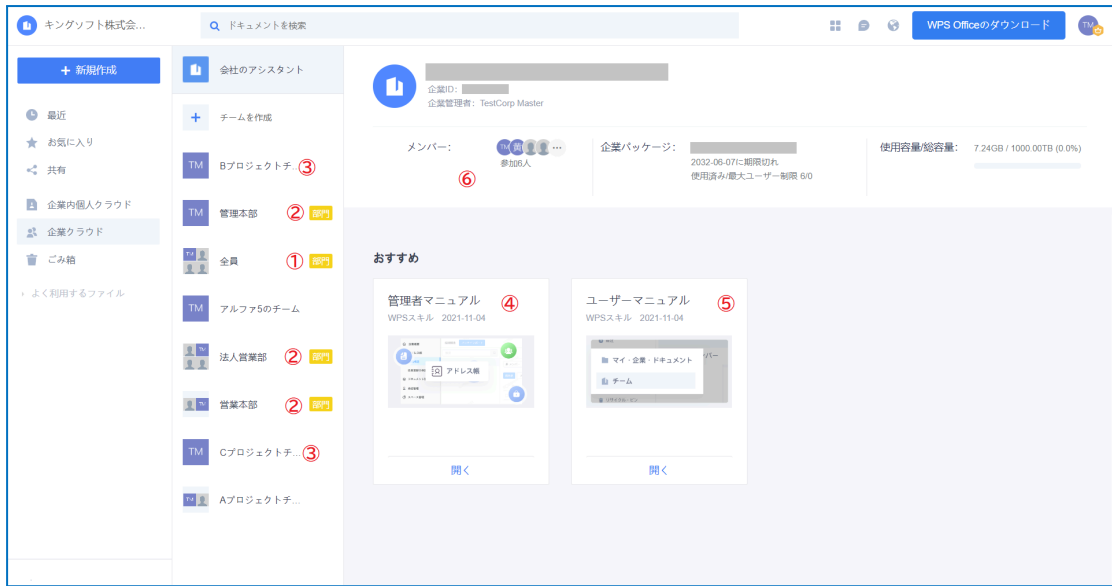 キングソフト株式会...
ドキュメントを検索
WPS Officeのダウンロード
TM
+ 新規作成
最近
お気に入り
共有
企業内個人クラウド
企業クラウド
ごみ箱
よく利用するファイル
会社のアシスタント
+ チームを作成
TM Bプロジェクトチ... ③
TM 管理本部 ② 部門
TM 全員 ① 部門
TM アルファ5のチーム
TM 法人営業部 ② 部門
TM 営業本部 ② 部門
TM Cプロジェクトチ... ③
TM Aプロジェクトチ...
企業ID:
企業管理者: TestCorp Master
メンバー:
TM
参加6人
⑥
企業パッケージ:
2032-06-07に期限切れ
使用済み/最大ユーザー制限 6/0
使用容量/総容量: 7.24GB / 1000.00TB (0.0%)
おすすめ
管理者マニュアル ④
WPSスキル 2021-11-04
アドレス帳
開く
ユーザーマニュアル ⑤
WPSスキル 2021-11-04
マイ・企業・ドキュメント
チーム
開く